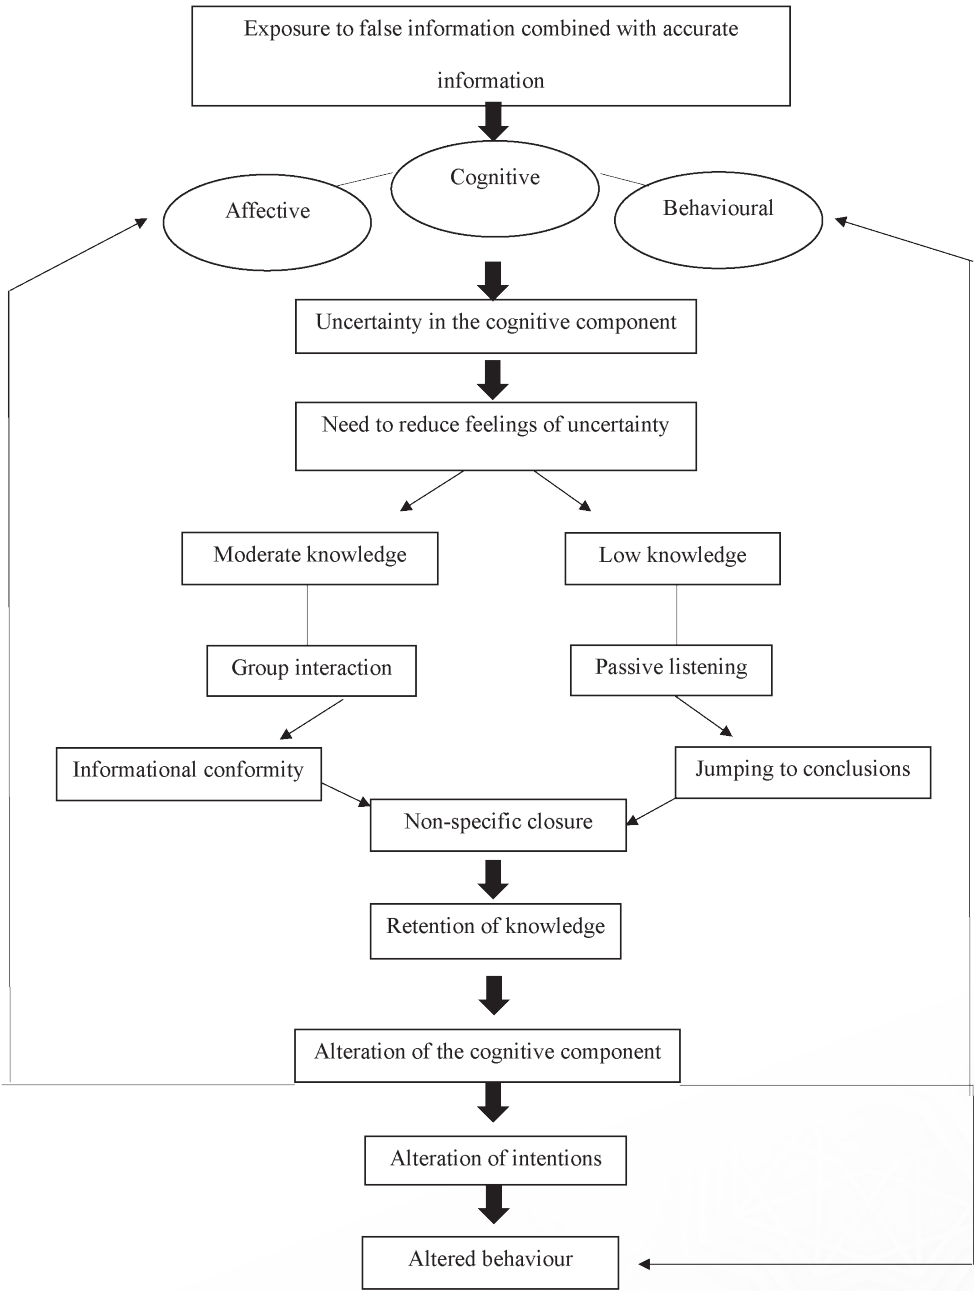 Exposure to false information combined with accurate
information
Cognitive
Affective
Behavioural
Uncertainty in the cognitive component
Need to reduce feelings of uncertainty
Moderate knowledge
Low knowledge
Group interaction
Passive listening
Informational conformity
Jumping to conclusions
Non-specific closure
Retention of knowledge
Alteration of the cognitive component
Alteration of intentions
Altered behaviour